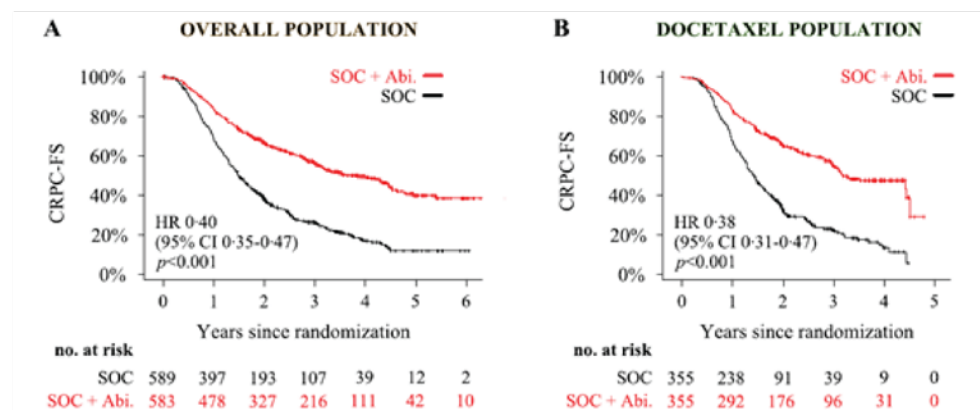 A OVERALL POPULATION
100%
80%
60%
40%
20%
0%
CRPC-FS
SOC + Abi.
SOC
HR 0·40
(95% CI 0·35-0·47)
p<0.001
0 1 2 3 4 5 6
Years since randomization
no. at risk
SOC 589 397 193 107 39 12 2
SOC + Abi. 583 478 327 216 111 42 10
B DOCETAXEL POPULATION
100%
80%
60%
40%
20%
0%
CRPC-FS
SOC + Abi.
SOC
HR 0·38
(95% CI 0·31-0·47)
p<0.001
0 1 2 3 4 5
Years since randomization
no. at risk
SOC 355 238 91 39 9 0
SOC + Abi. 355 292 176 96 31 0